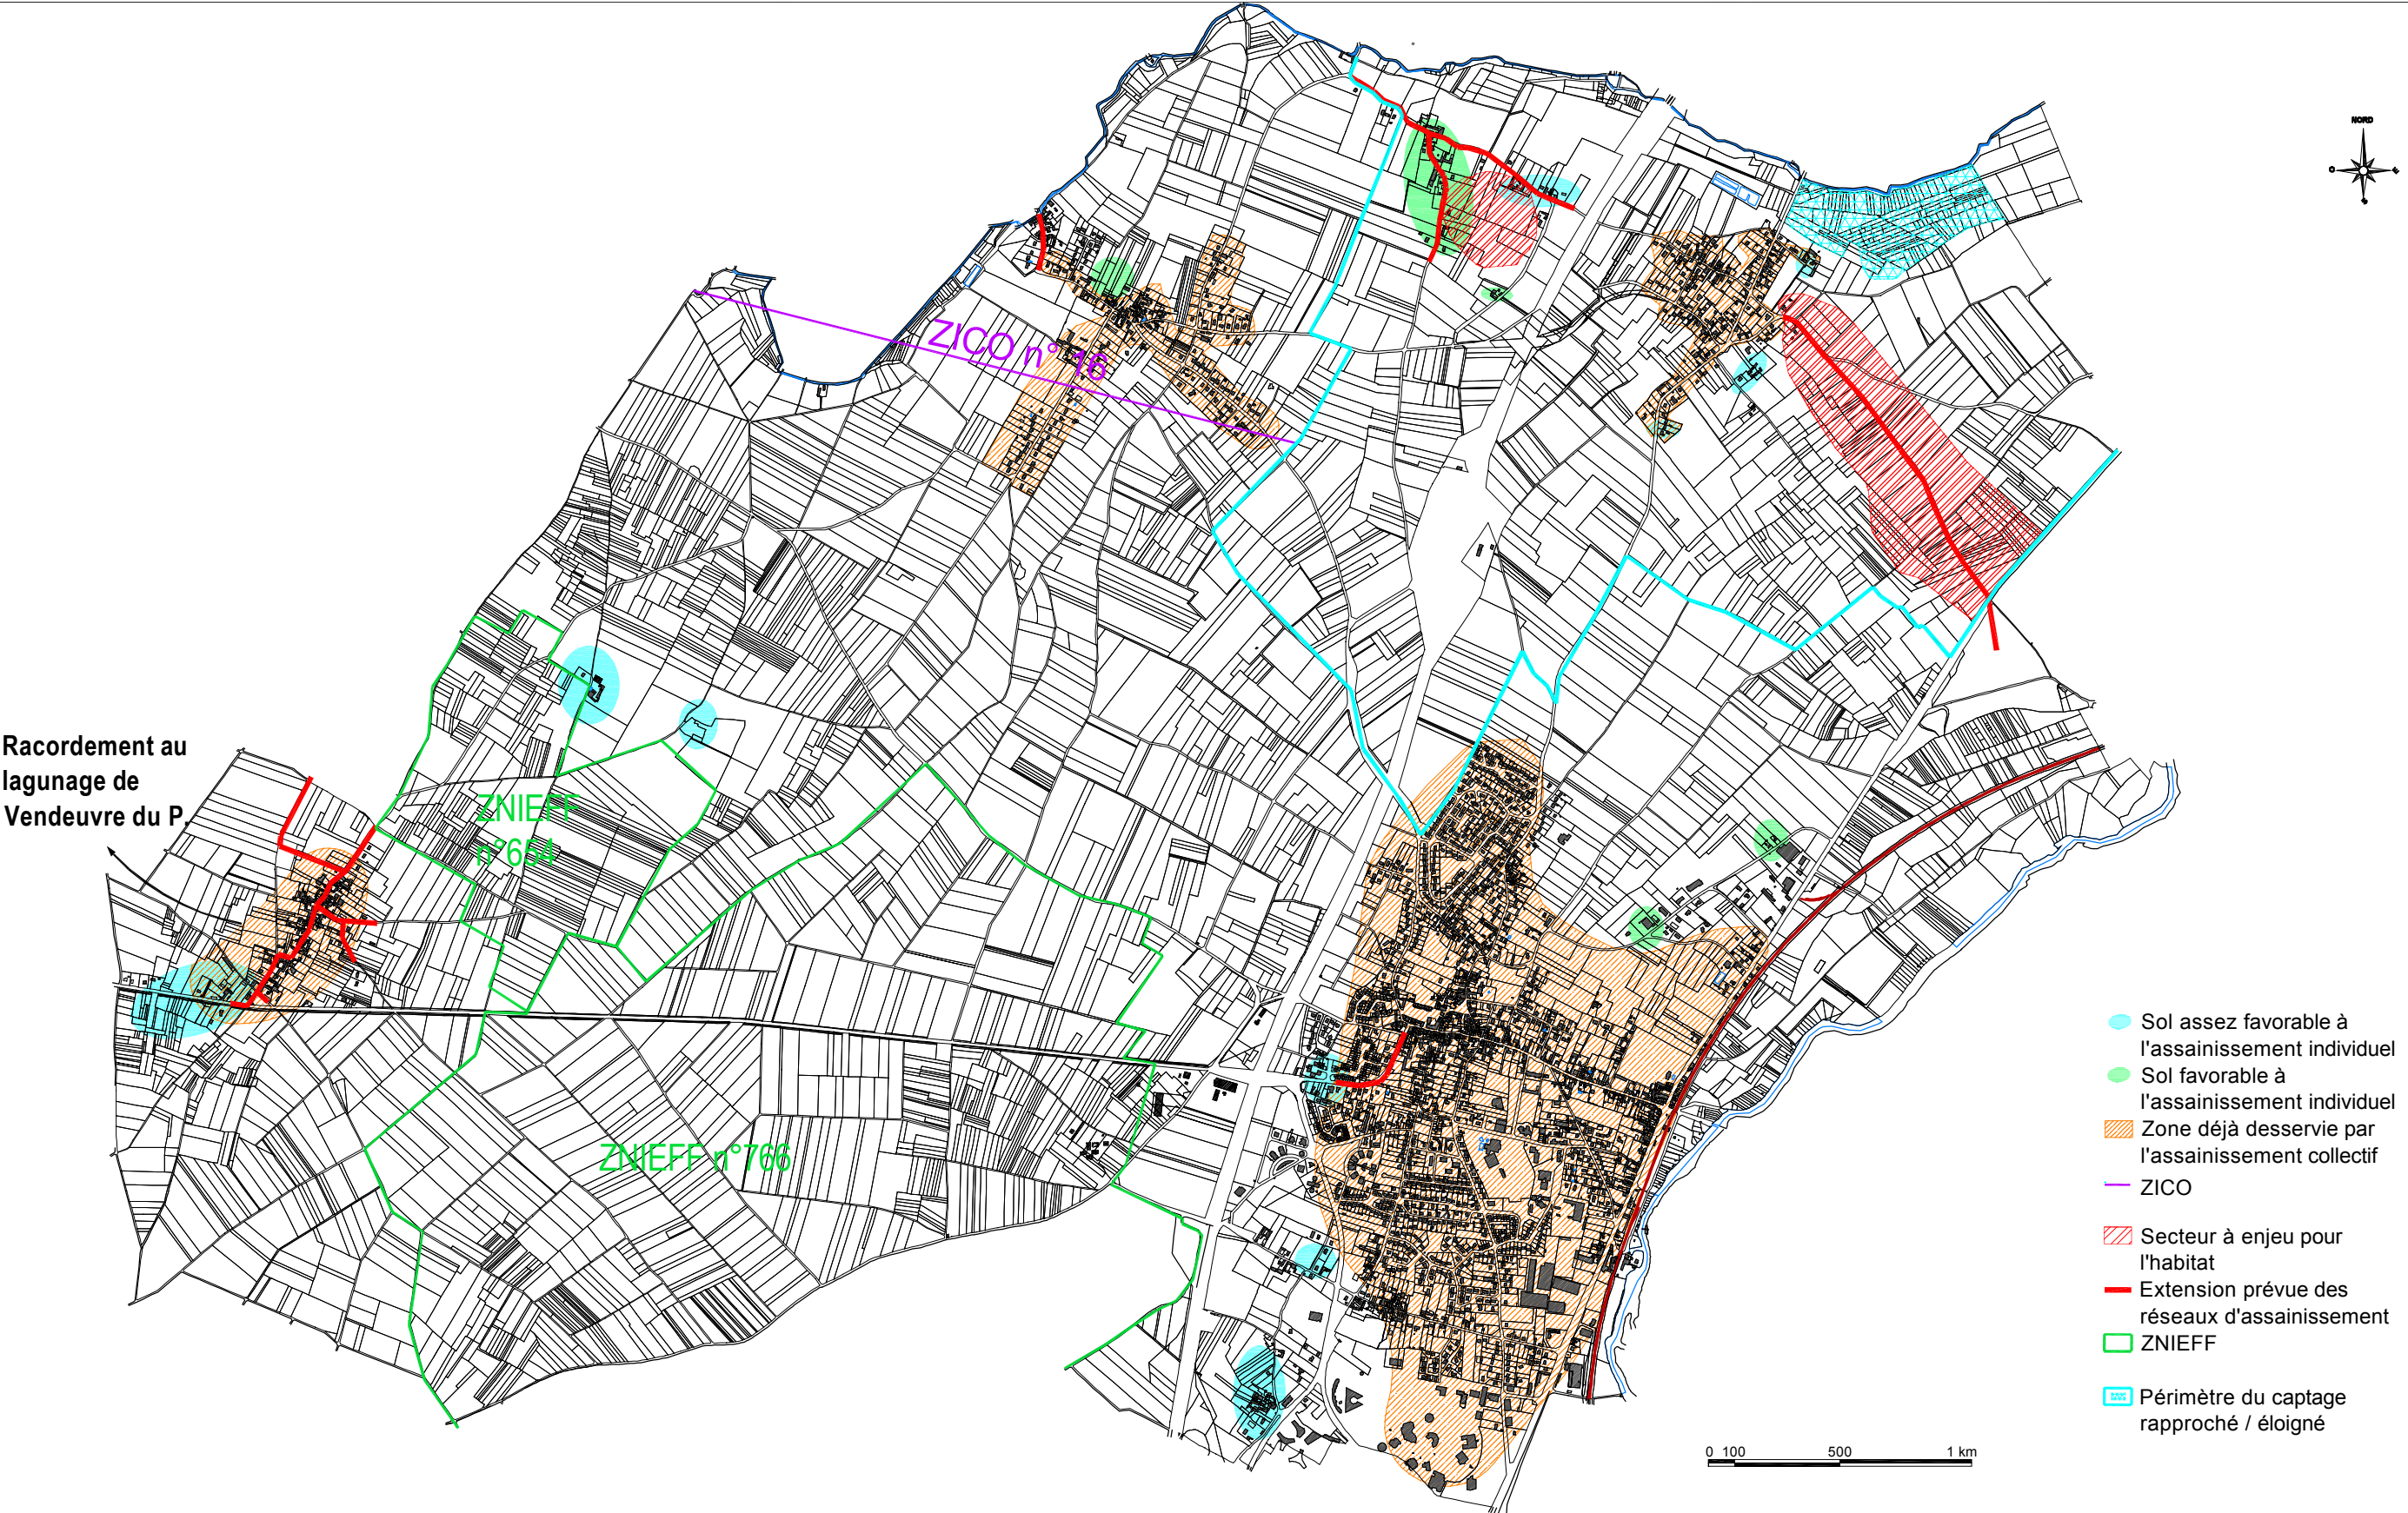 NORD
O
E
S
ZICO n° 16
Racordement au
lagunage de
Vendeuvre du P.
ZNIEFF
n°654
ZNIEFF n°766
Sol assez favorable à
l'assainissement individuel
Sol favorable à
l'assainissement individuel
Zone déjà desservie par
l'assainissement collectif
ZICO
Secteur à enjeu pour
l'habitat
Extension prévue des
réseaux d'assainissement
ZNIEFF
Périmètre du captage
rapproché / éloigné
0 100 500 1 km